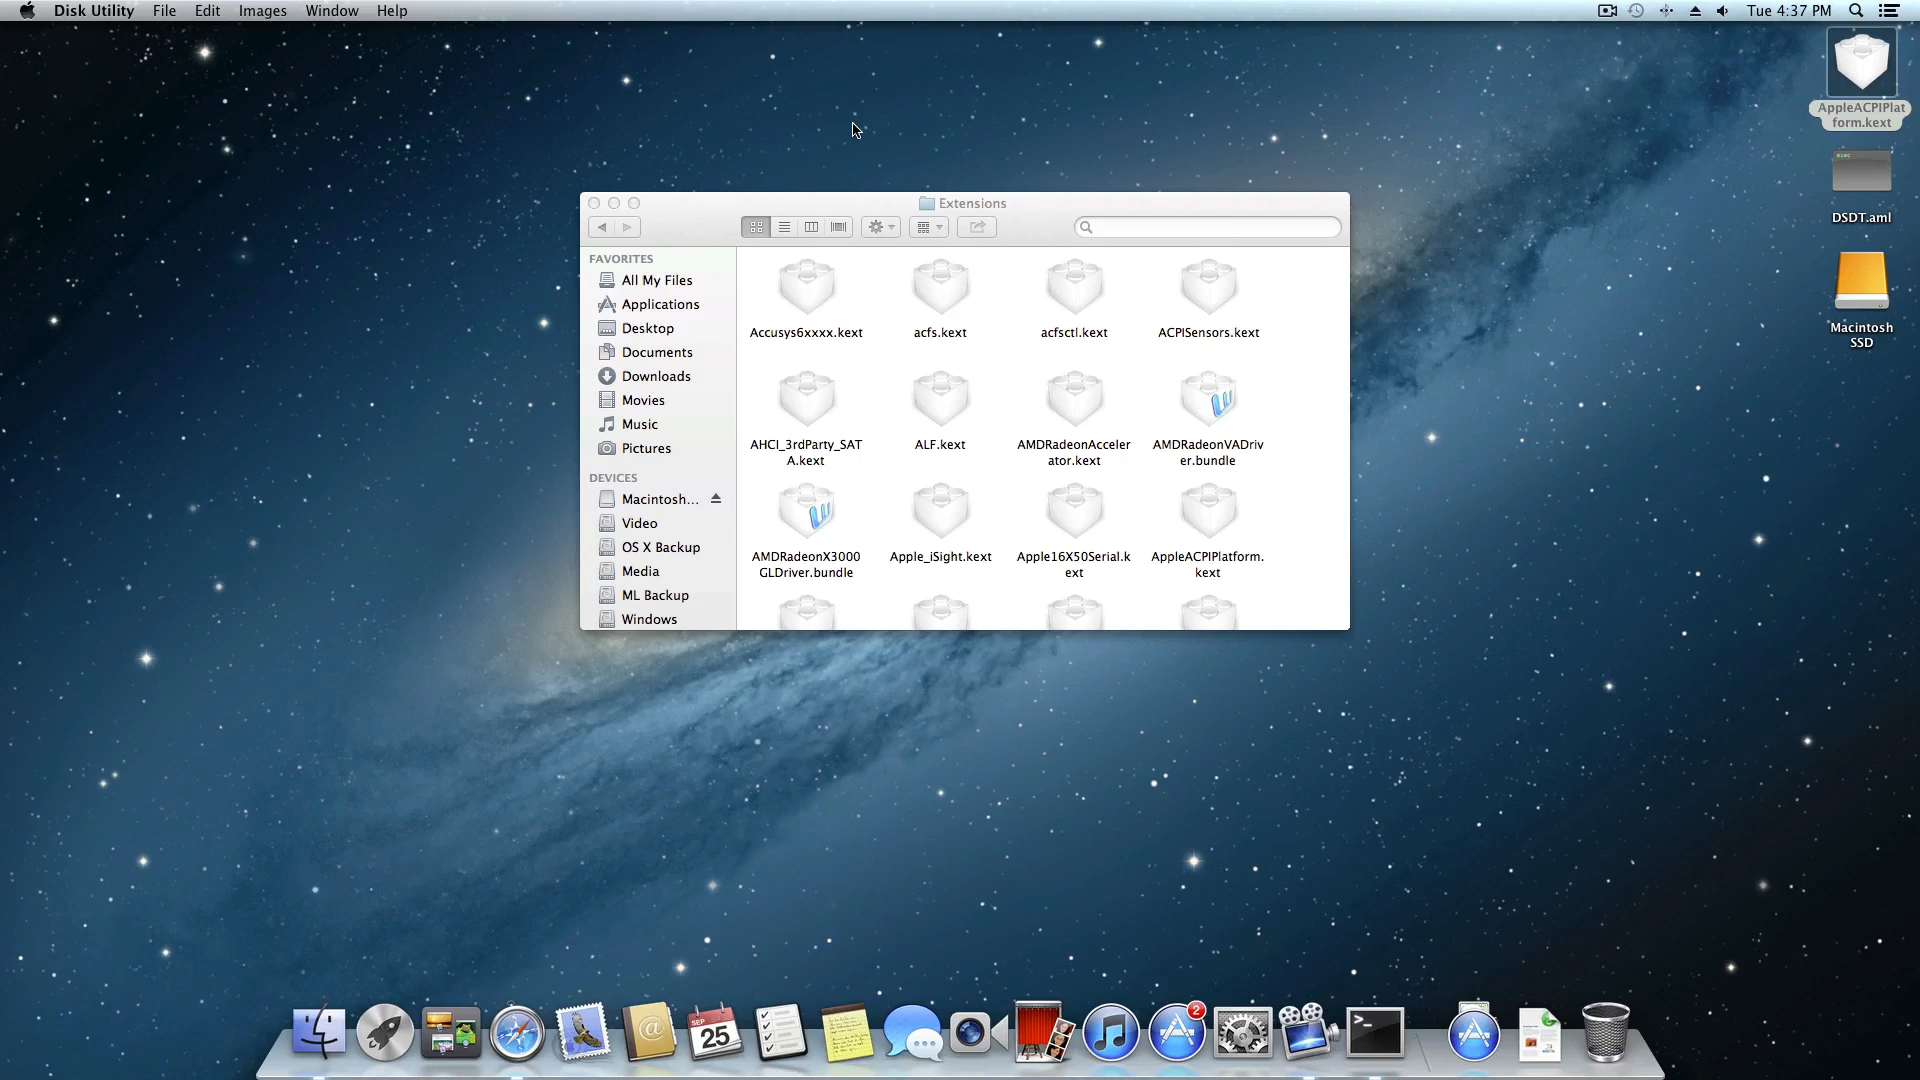 Disk Utility File Edit Images Window Help Tue 4:37 PM
AppleACPIPlat
form.kext
exec
DSDT.aml
Macintosh
SSD
Extensions
FAVORITES
All My Files
Applications
Desktop
Documents
Downloads
Movies
Music
Pictures
DEVICES
Macintosh...
Video
OS X Backup
Media
ML Backup
Windows
Accusys6xxxx.kext acfs.kext acfsctl.kext ACPISensors.kext
AHCI_3rdParty_SAT ALF.kext AMDRadeonAcceler AMDRadeonVADriv
A.kext ator.kext er.bundle
AMDRadeonX3000 Apple_iSight.kext Apple16X50Serial.k AppleACPIPlatform.
GLDriver.bundle ext kext
SEP
25
2
>_